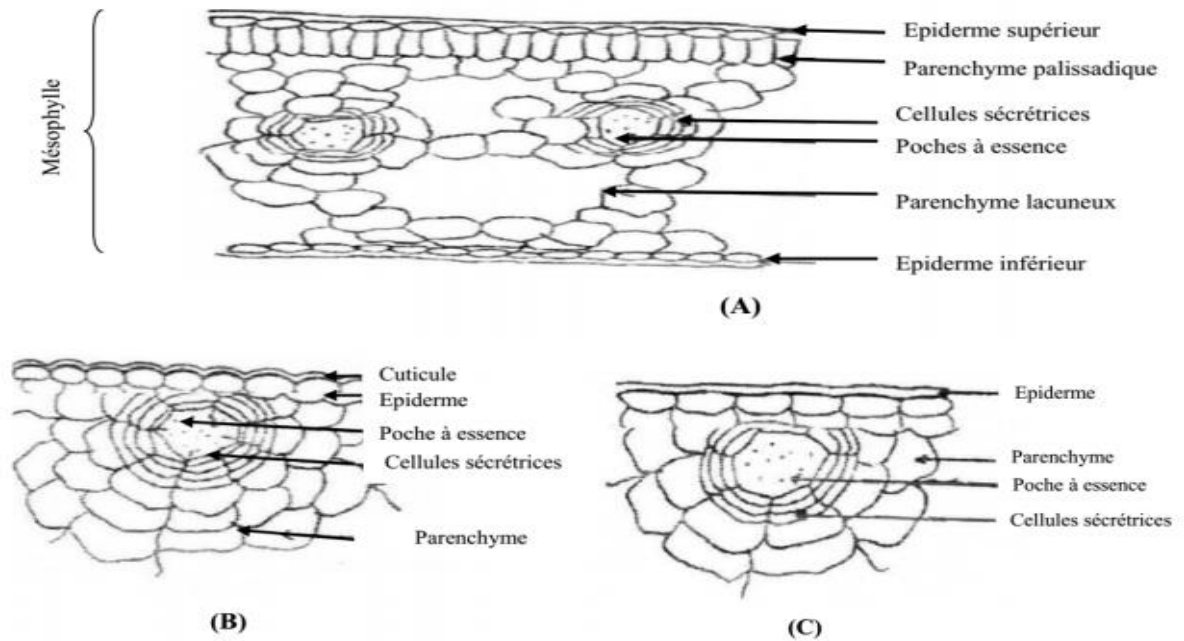 Mésophylle
Epiderme supérieur
Parenchyme palissadique
Cellules sécrétrices
Poches à essence
Parenchyme lacuneux
Epiderme inférieur
(A)
Cuticule
Epiderme
Poche à essence
Cellules sécrétrices
Parenchyme
(B)
Epiderme
Parenchyme
Poche à essence
Cellules sécrétrices
(C)